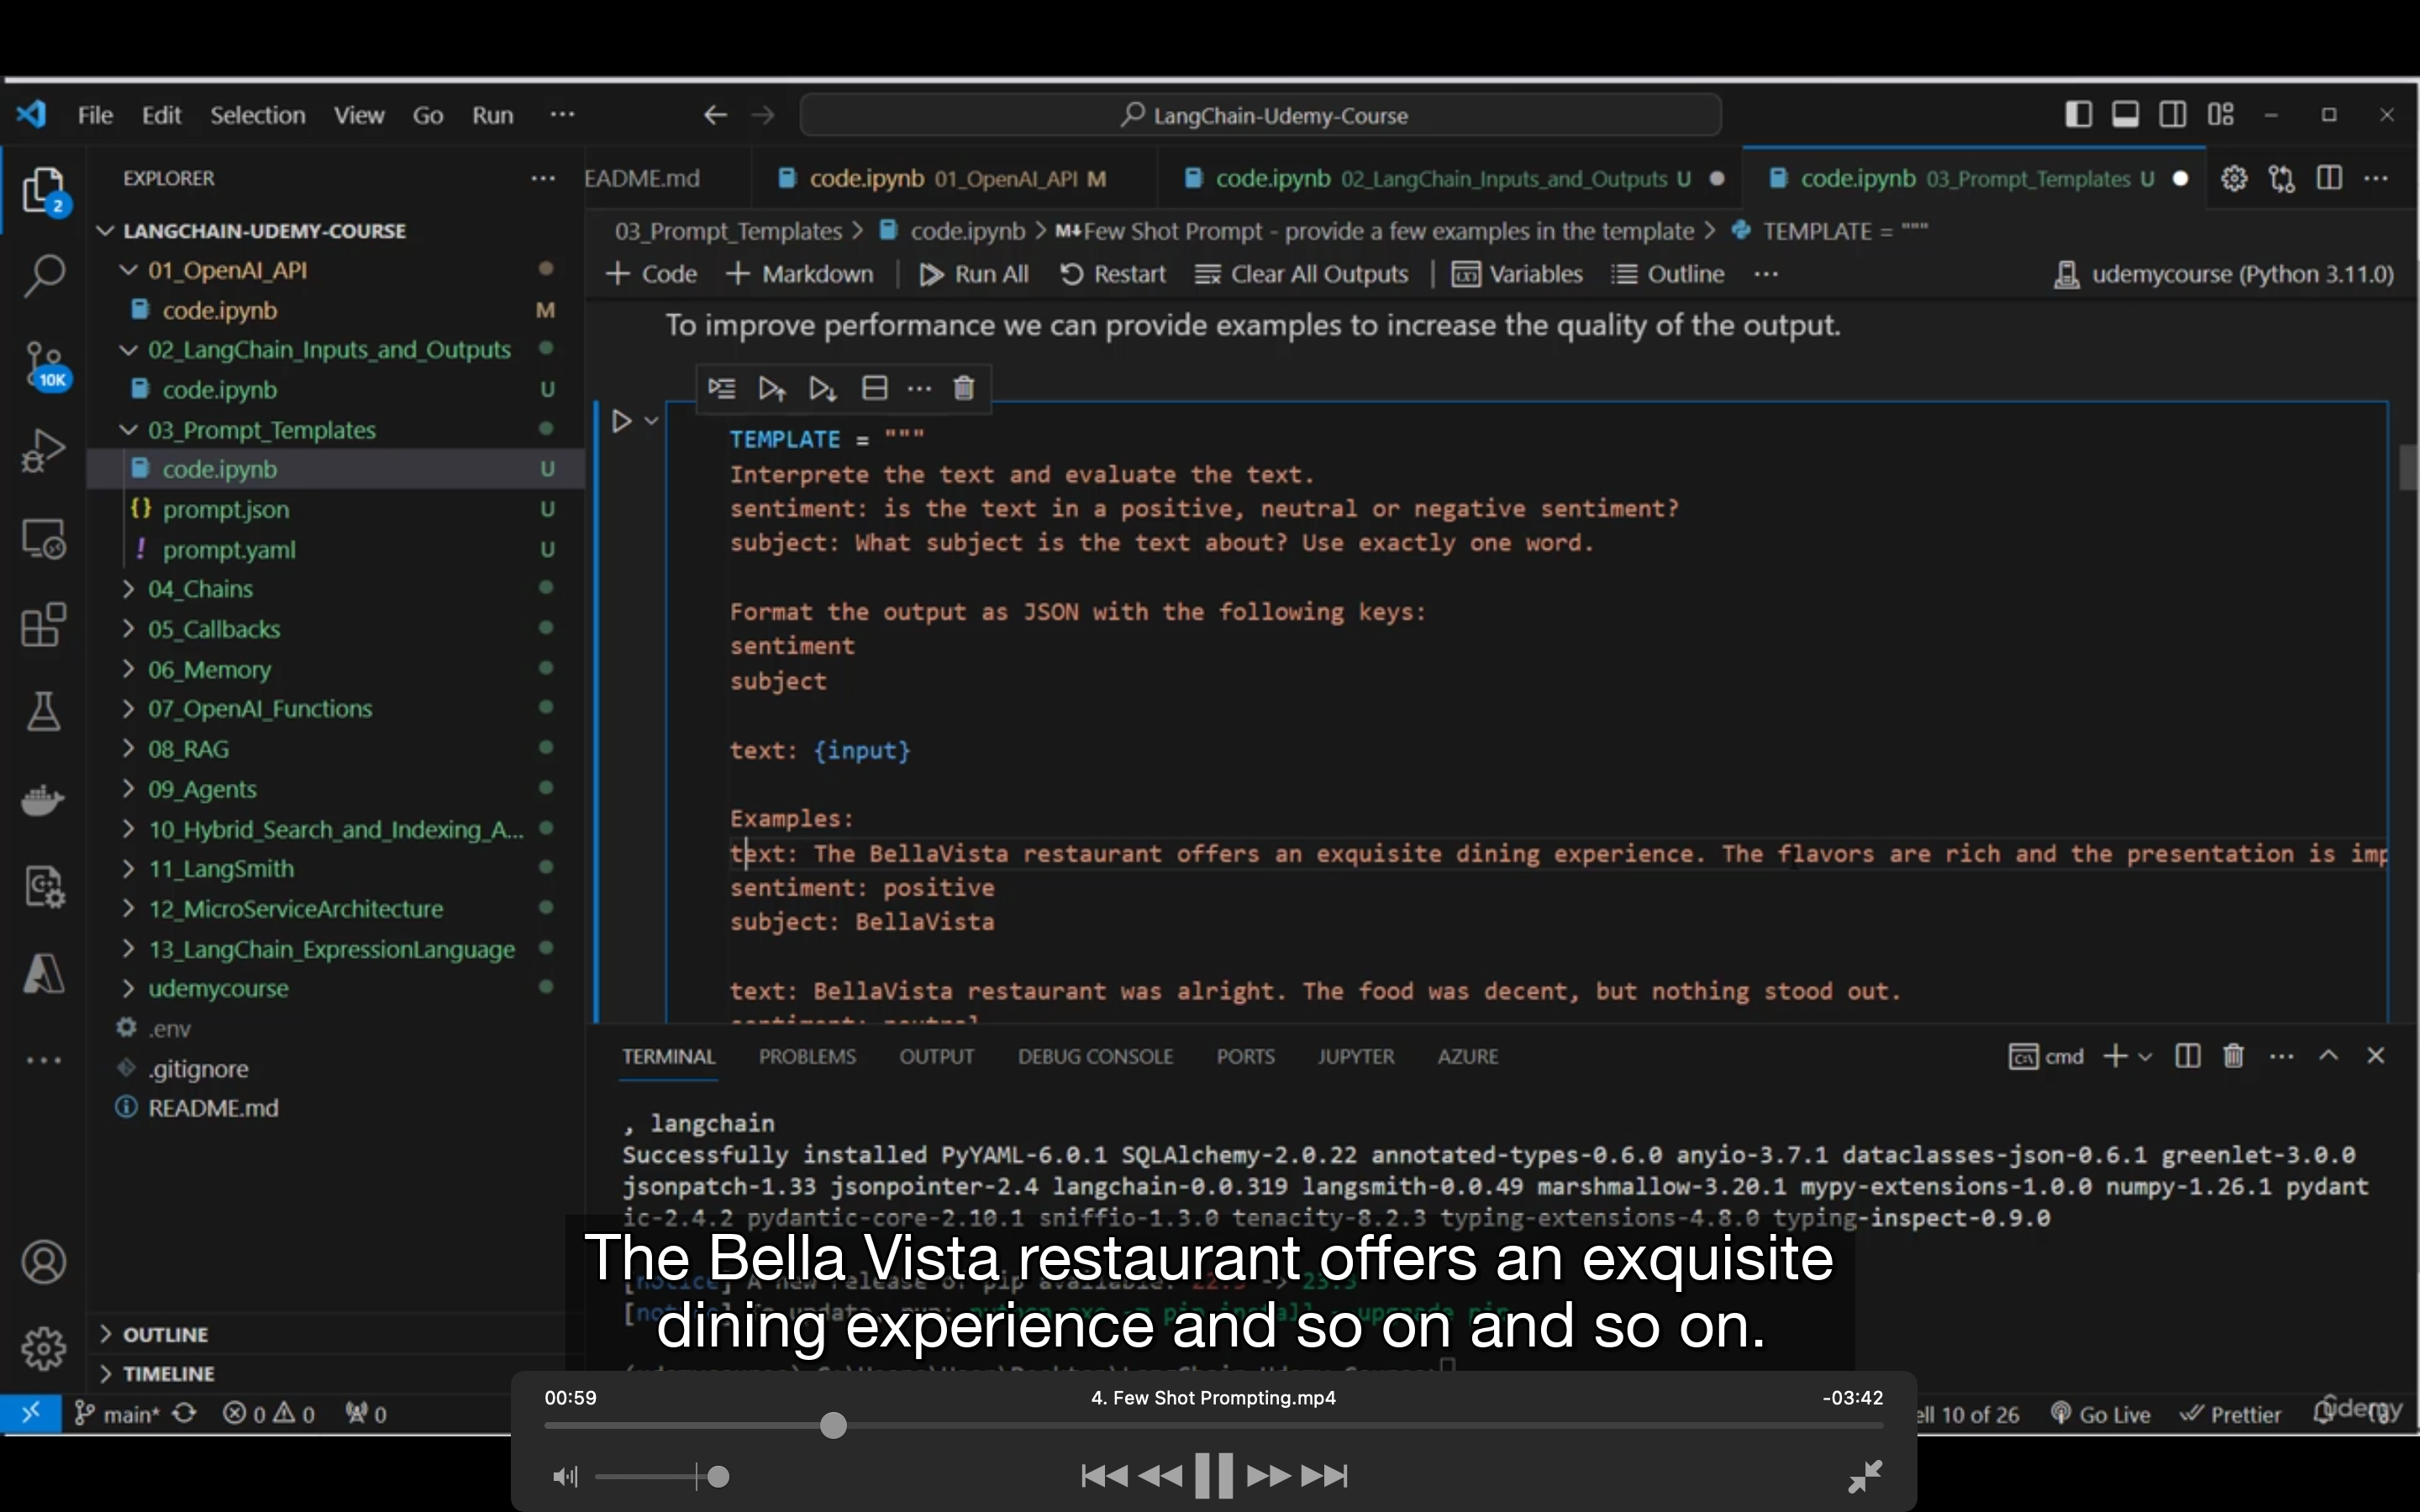 File Edit Selection View Go Run ... LangChain-Udemy-Course
EXPLORER
LANGCHAIN-UDEMY-COURSE
01_OpenAI_API
code.ipynb M
02_LangChain_Inputs_and_Outputs
code.ipynb U
03_Prompt_Templates
code.ipynb U
prompt.json U
prompt.yaml U
04_Chains
05_Callbacks
06_Memory
07_OpenAI_Functions
08_RAG
09_Agents
10_Hybrid_Search_and_Indexing_A...
11_LangSmith
12_MicroServiceArchitecture
13_LangChain_ExpressionLanguage
udemycourse
.env
.gitignore
README.md
OUTLINE
TIMELINE
2
10K
EADME.md code.ipynb 01_OpenAI_API M code.ipynb 02_LangChain_Inputs_and_Outputs U code.ipynb 03_Prompt_Templates U
03_Prompt_Templates > code.ipynb > M↓Few Shot Prompt - provide a few examples in the template > TEMPLATE = """
+ Code + Markdown Run All Restart Clear All Outputs Variables Outline ... udemycourse (Python 3.11.0)
To improve performance we can provide examples to increase the quality of the output.
TEMPLATE = """
Interprete the text and evaluate the text.
sentiment: is the text in a positive, neutral or negative sentiment?
subject: What subject is the text about? Use exactly one word.
Format the output as JSON with the following keys:
sentiment
subject
text: {input}
Examples:
text: The BellaVista restaurant offers an exquisite dining experience. The flavors are rich and the presentation is imp
sentiment: positive
subject: BellaVista
text: BellaVista restaurant was alright. The food was decent, but nothing stood out.
TERMINAL PROBLEMS OUTPUT DEBUG CONSOLE PORTS JUPYTER AZURE cmd
, langchain
Successfully installed PyYAML-6.0.1 SQLAlchemy-2.0.22 annotated-types-0.6.0 anyio-3.7.1 dataclasses-json-0.6.1 greenlet-3.0.0
jsonpatch-1.33 jsonpointer-2.4 langchain-0.0.319 langsmith-0.0.49 marshmallow-3.20.1 mypy-extensions-1.0.0 numpy-1.26.1 pydant
ic-2.4.2 pydantic-core-2.10.1 sniffio-1.3.0 tenacity-8.2.3 typing-extensions-4.8.0 typing-inspect-0.9.0
The Bella Vista restaurant offers an exquisite
dining experience and so on and so on.
00:59 4. Few Shot Prompting.mp4 -03:42
main* 0 0 0 ell 10 of 26 Go Live Prettier udemy